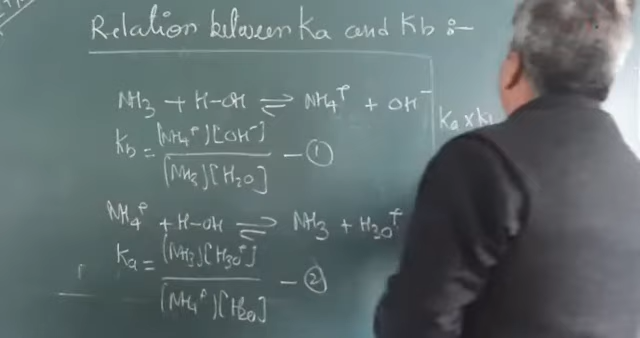 Relation between Ka and Kb :-
NH3 + H-OH ⇌ NH4⊕ + OH⁻
Kb = [NH4⊕][OH⁻] / [NH3][H2O] — ①
NH4⊕ + H-OH ⇌ NH3 + H3O⊕
Ka = [NH3][H3O⊕] / [NH4⊕][H2O] — ②
Ka x